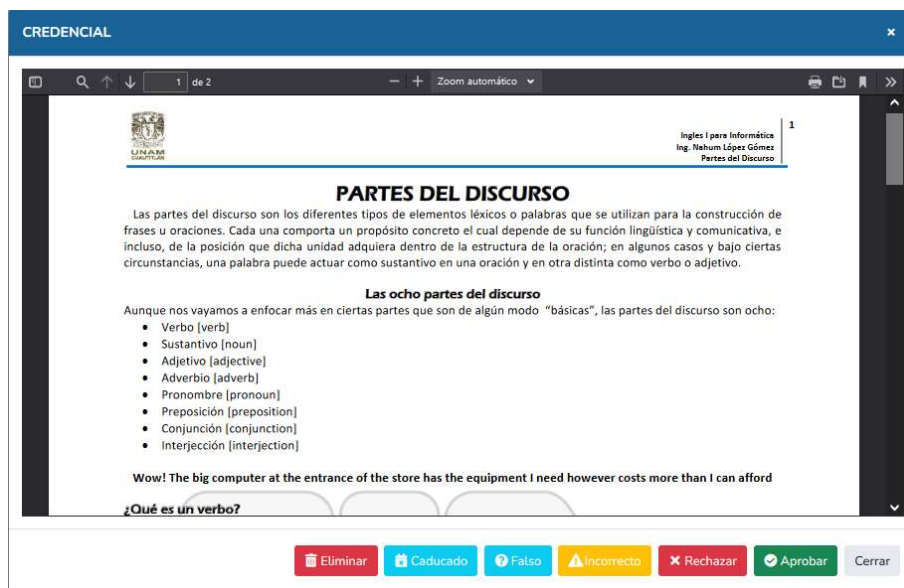 CREDENCIAL ×
1 de 2 Zoom automático
UNAM
CUAUTITLÁN
1
Ingles I para Informática
Ing. Nahum López Gómez
Partes del Discurso
PARTES DEL DISCURSO
Las partes del discurso son los diferentes tipos de elementos léxicos o palabras que se utilizan para la construcción de
frases u oraciones. Cada una comporta un propósito concreto el cual depende de su función lingüística y comunicativa, e
incluso, de la posición que dicha unidad adquiera dentro de la estructura de la oración; en algunos casos y bajo ciertas
circunstancias, una palabra puede actuar como sustantivo en una oración y en otra distinta como verbo o adjetivo.
Las ocho partes del discurso
Aunque nos vayamos a enfocar más en ciertas partes que son de algún modo "básicas", las partes del discurso son ocho:
• Verbo [verb]
• Sustantivo [noun]
• Adjetivo [adjective]
• Adverbio [adverb]
• Pronombre [pronoun]
• Preposición [preposition]
• Conjunción [conjunction]
• Interjección [interjection]
Wow! The big computer at the entrance of the store has the equipment I need however costs more than I can afford
¿Qué es un verbo?
Eliminar Caducado Falso Incorrecto Rechazar Aprobar Cerrar